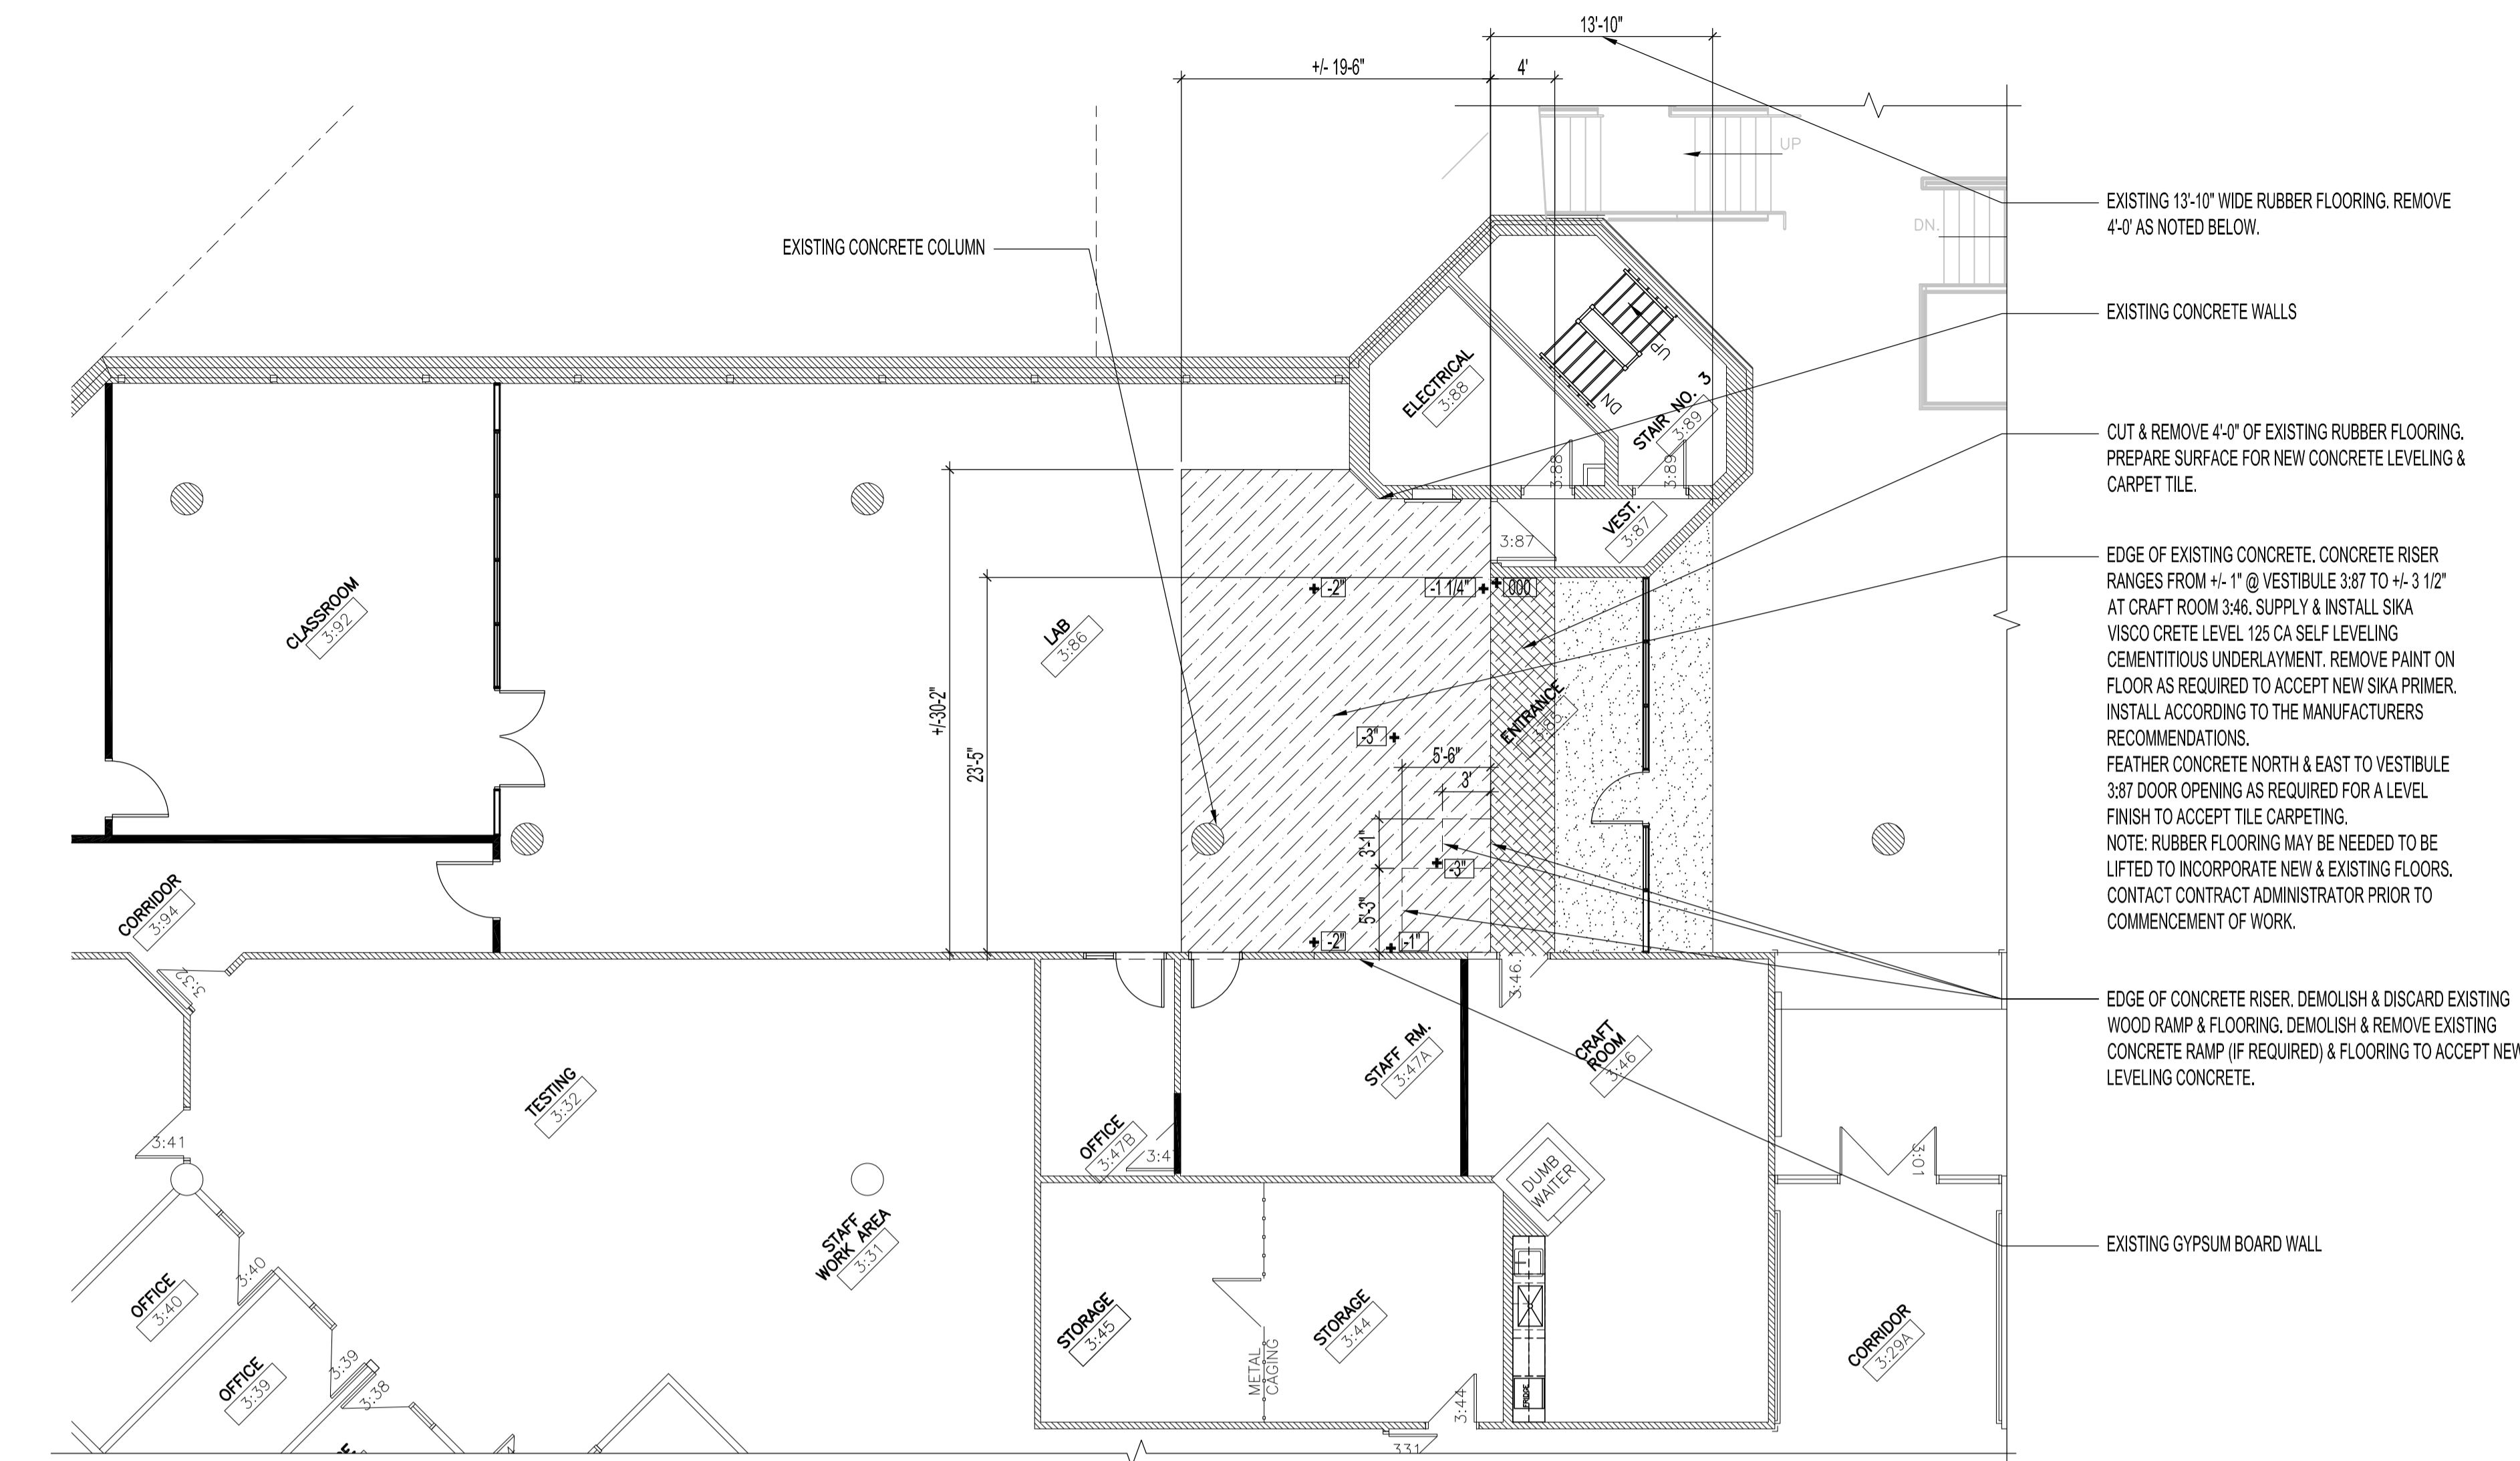 13'-10"
+/- 19-6"
4'
UP
DN.
EXISTING 13'-10" WIDE RUBBER FLOORING. REMOVE
4'-0' AS NOTED BELOW.
EXISTING CONCRETE COLUMN
EXISTING CONCRETE WALLS
ELECTRICAL
3:88
UP
DN
STAIR NO. 3
3:89
3:88
3:89
CUT & REMOVE 4'-0" OF EXISTING RUBBER FLOORING.
PREPARE SURFACE FOR NEW CONCRETE LEVELING &
CARPET TILE.
VEST.
3:87
3:87
CLASSROOM
3:92
LAB
3:86
-2"
-1 1/4"
000
EDGE OF EXISTING CONCRETE. CONCRETE RISER
RANGES FROM +/- 1" @ VESTIBULE 3:87 TO +/- 3 1/2"
AT CRAFT ROOM 3:46. SUPPLY & INSTALL SIKA
VISCO CRETE LEVEL 125 CA SELF LEVELING
CEMENTITIOUS UNDERLAYMENT. REMOVE PAINT ON
FLOOR AS REQUIRED TO ACCEPT NEW SIKA PRIMER.
INSTALL ACCORDING TO THE MANUFACTURERS
RECOMMENDATIONS.
FEATHER CONCRETE NORTH & EAST TO VESTIBULE
3:87 DOOR OPENING AS REQUIRED FOR A LEVEL
FINISH TO ACCEPT TILE CARPETING.
NOTE: RUBBER FLOORING MAY BE NEEDED TO BE
LIFTED TO INCORPORATE NEW & EXISTING FLOORS.
CONTACT CONTRACT ADMINISTRATOR PRIOR TO
COMMENCEMENT OF WORK.
+/-30-2"
23'-5"
ENTRANCE
3:85
-3"
5'-6"
3'
3'-1"
-3"
5'-3"
-2"
-1"
CORRIDOR
3:94
3:32
3:46.
EDGE OF CONCRETE RISER. DEMOLISH & DISCARD EXISTING
WOOD RAMP & FLOORING. DEMOLISH & REMOVE EXISTING
CONCRETE RAMP (IF REQUIRED) & FLOORING TO ACCEPT NEW
LEVELING CONCRETE.
TESTING
3:32
3:41
OFFICE
3:47B
3:47
STAFF RM.
3:47A
CRAFT
ROOM
3:46
DUMB
WAITER
3:01
STAFF
WORK AREA
3:31
EXISTING GYPSUM BOARD WALL
OFFICE
3:40
3:40
OFFICE
3:39
3:39
3:38
STORAGE
3:45
METAL
CAGING
STORAGE
3:44
3:44
FRIDGE
CORRIDOR
3:29A
331